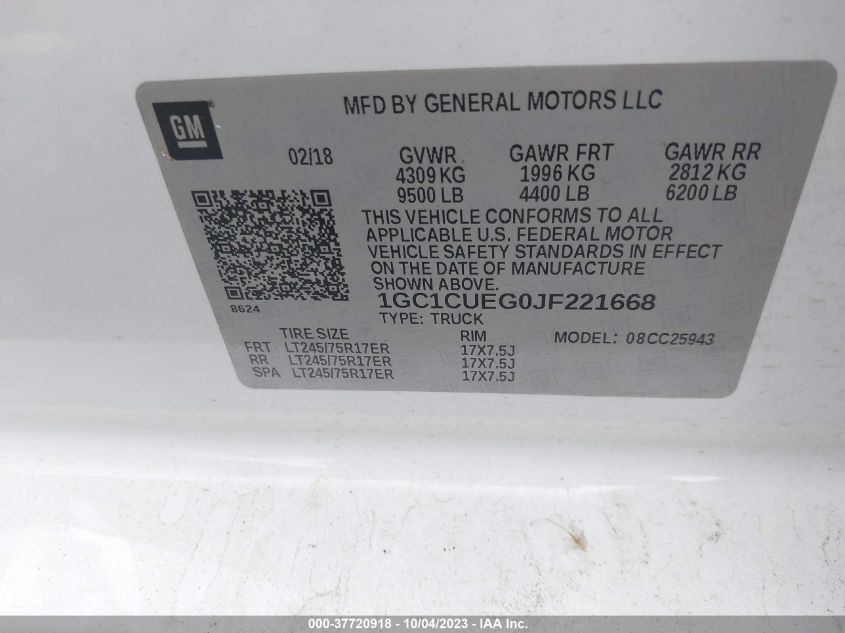 MFD BY GENERAL MOTORS LLC
GM®
02/18 GVWR GAWR FRT GAWR RR
4309 KG 1996 KG 2812 KG
9500 LB 4400 LB 6200 LB
THIS VEHICLE CONFORMS TO ALL
APPLICABLE U.S. FEDERAL MOTOR
VEHICLE SAFETY STANDARDS IN EFFECT
ON THE DATE OF MANUFACTURE
SHOWN ABOVE.
8624
1GC1CUEG0JF221668
TYPE: TRUCK
TIRE SIZE RIM MODEL: 08CC25943
FRT LT245/75R17ER 17X7.5J
RR LT245/75R17ER 17X7.5J
SPA LT245/75R17ER 17X7.5J
000-37720918 - 10/04/2023 - IAA Inc.